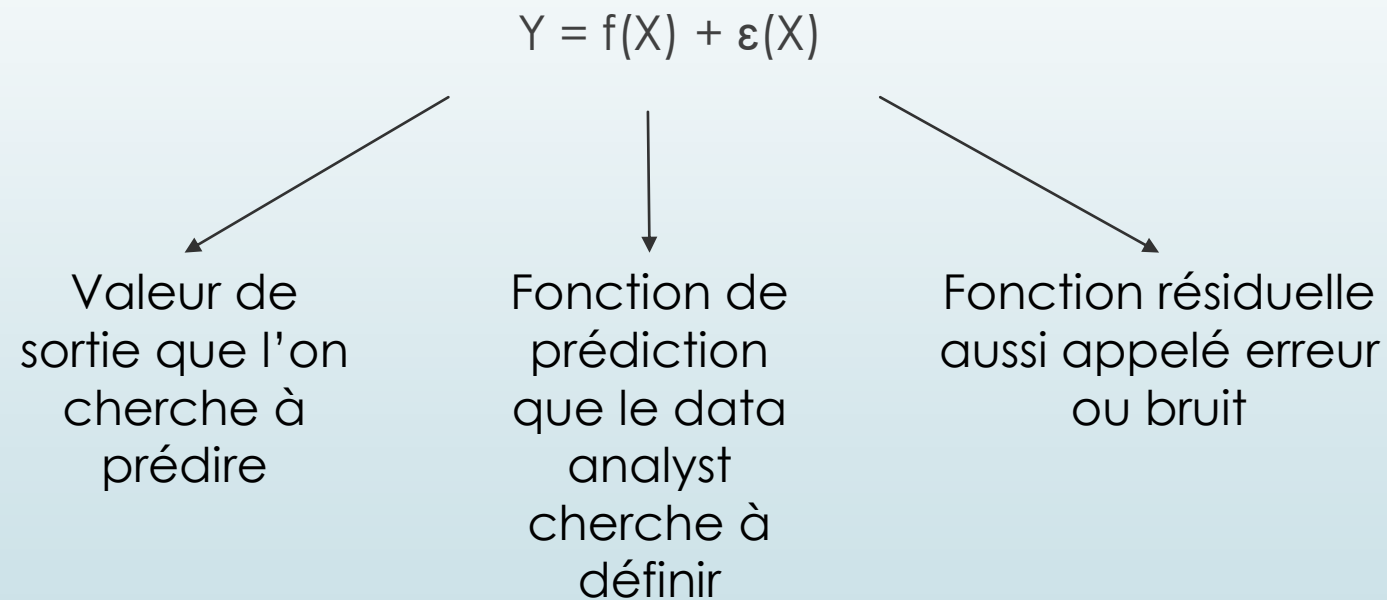 Y = f(X) + ε(X)
Valeur de
sortie que l’on
cherche à
prédire
Fonction de
prédiction
que le data
analyst
cherche à
définir
Fonction résiduelle
aussi appelé erreur
ou bruit